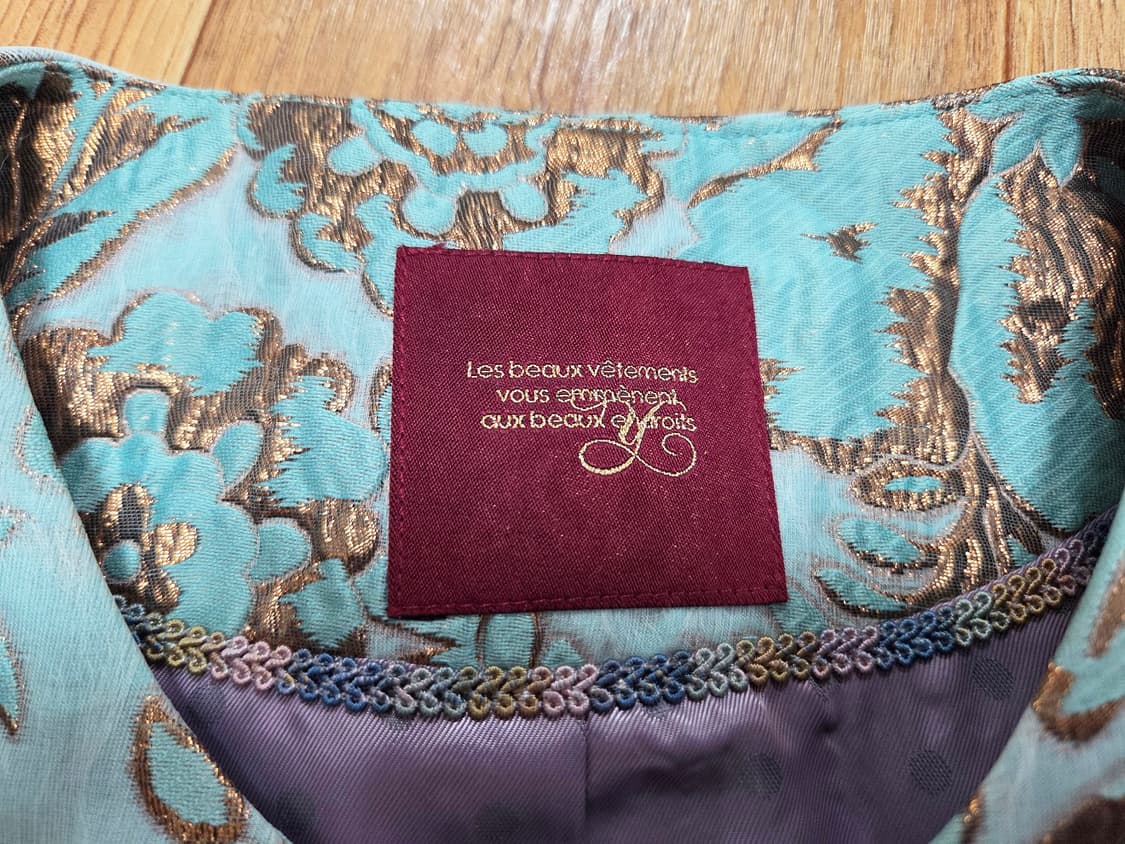 Les beaux vêtements
vous emmènent
aux beaux endroits